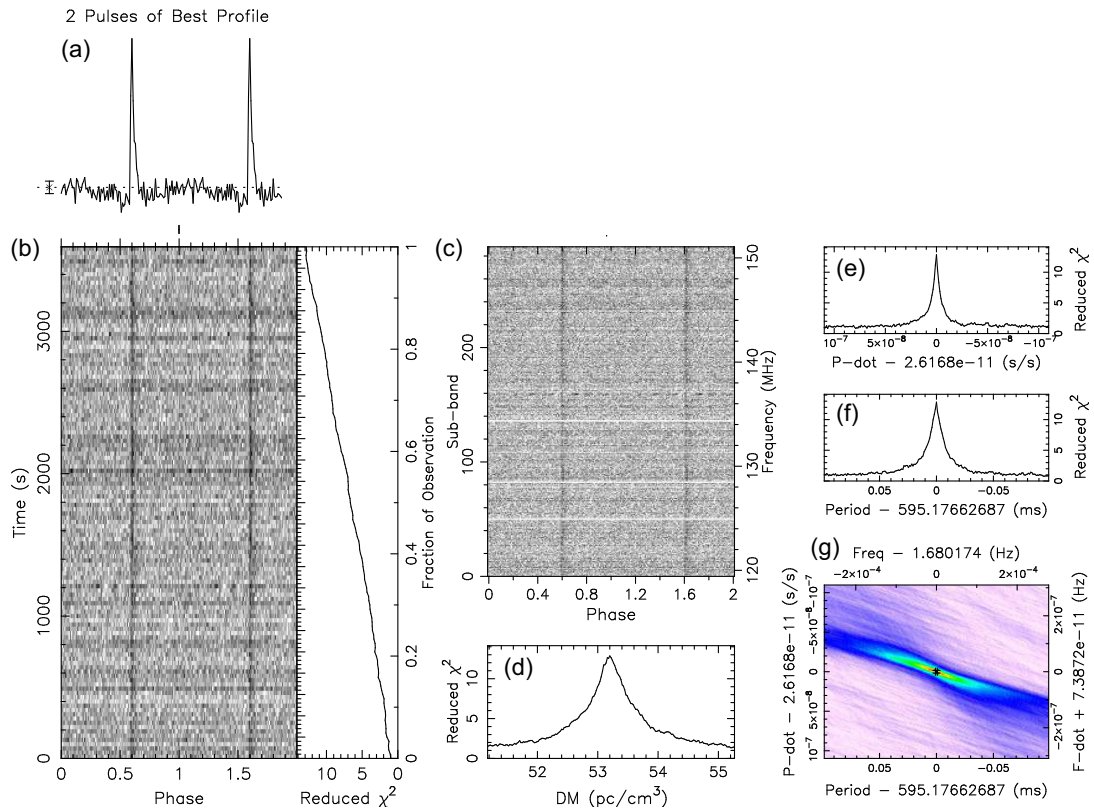 2 Pulses of Best Profile
(a)
(b)
Time (s)
0
1000
2000
3000
0 0.5 1 1.5
Phase
10 5 0
Reduced χ²
Fraction of Observation
0.2
0.4
0.6
0.8
1
(c)
Sub-band
0
100
200
0 0.4 0.8 1.2 1.6 2
Phase
Frequency (MHz)
120
130
140
150
(d)
Reduced χ²
0
5
10
52 53 54 55
DM (pc/cm³)
(e)
Reduced χ²
0
5
10
10⁻⁷ 5×10⁻⁸ 0 -5×10⁻⁸ -10⁻⁷
P-dot - 2.6168e-11 (s/s)
(f)
Reduced χ²
0
5
10
0.05 0 -0.05
Period - 595.17662687 (ms)
(g)
Freq - 1.680174 (Hz)
-2×10⁻⁴ 0 2×10⁻⁴
P-dot - 2.6168e-11 (s/s)
10⁻⁷ 5×10⁻⁸ 0 -5×10⁻⁸ -10⁻⁷
F-dot + 7.3872e-11 (Hz)
-2×10⁻⁷ 0 2×10⁻⁷
0.05 0 -0.05
Period - 595.17662687 (ms)